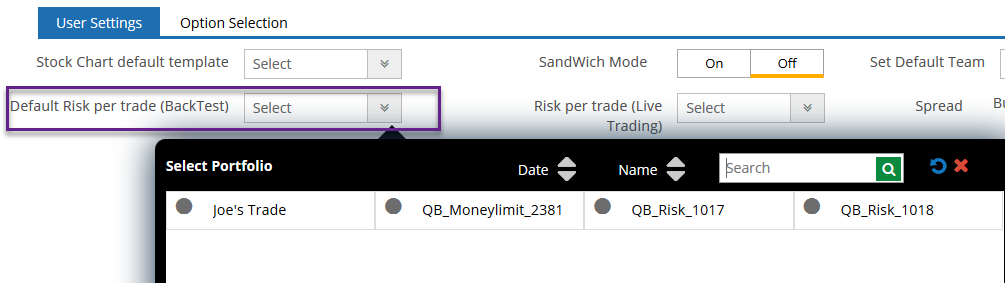 User Settings Option Selection
Stock Chart default template Select SandWich Mode On Off Set Default Team
Default Risk per trade (BackTest) Select Risk per trade (Live Trading) Select Spread
Select Portfolio Date Name Search
Joe's Trade QB_Moneylimit_2381 QB_Risk_1017 QB_Risk_1018